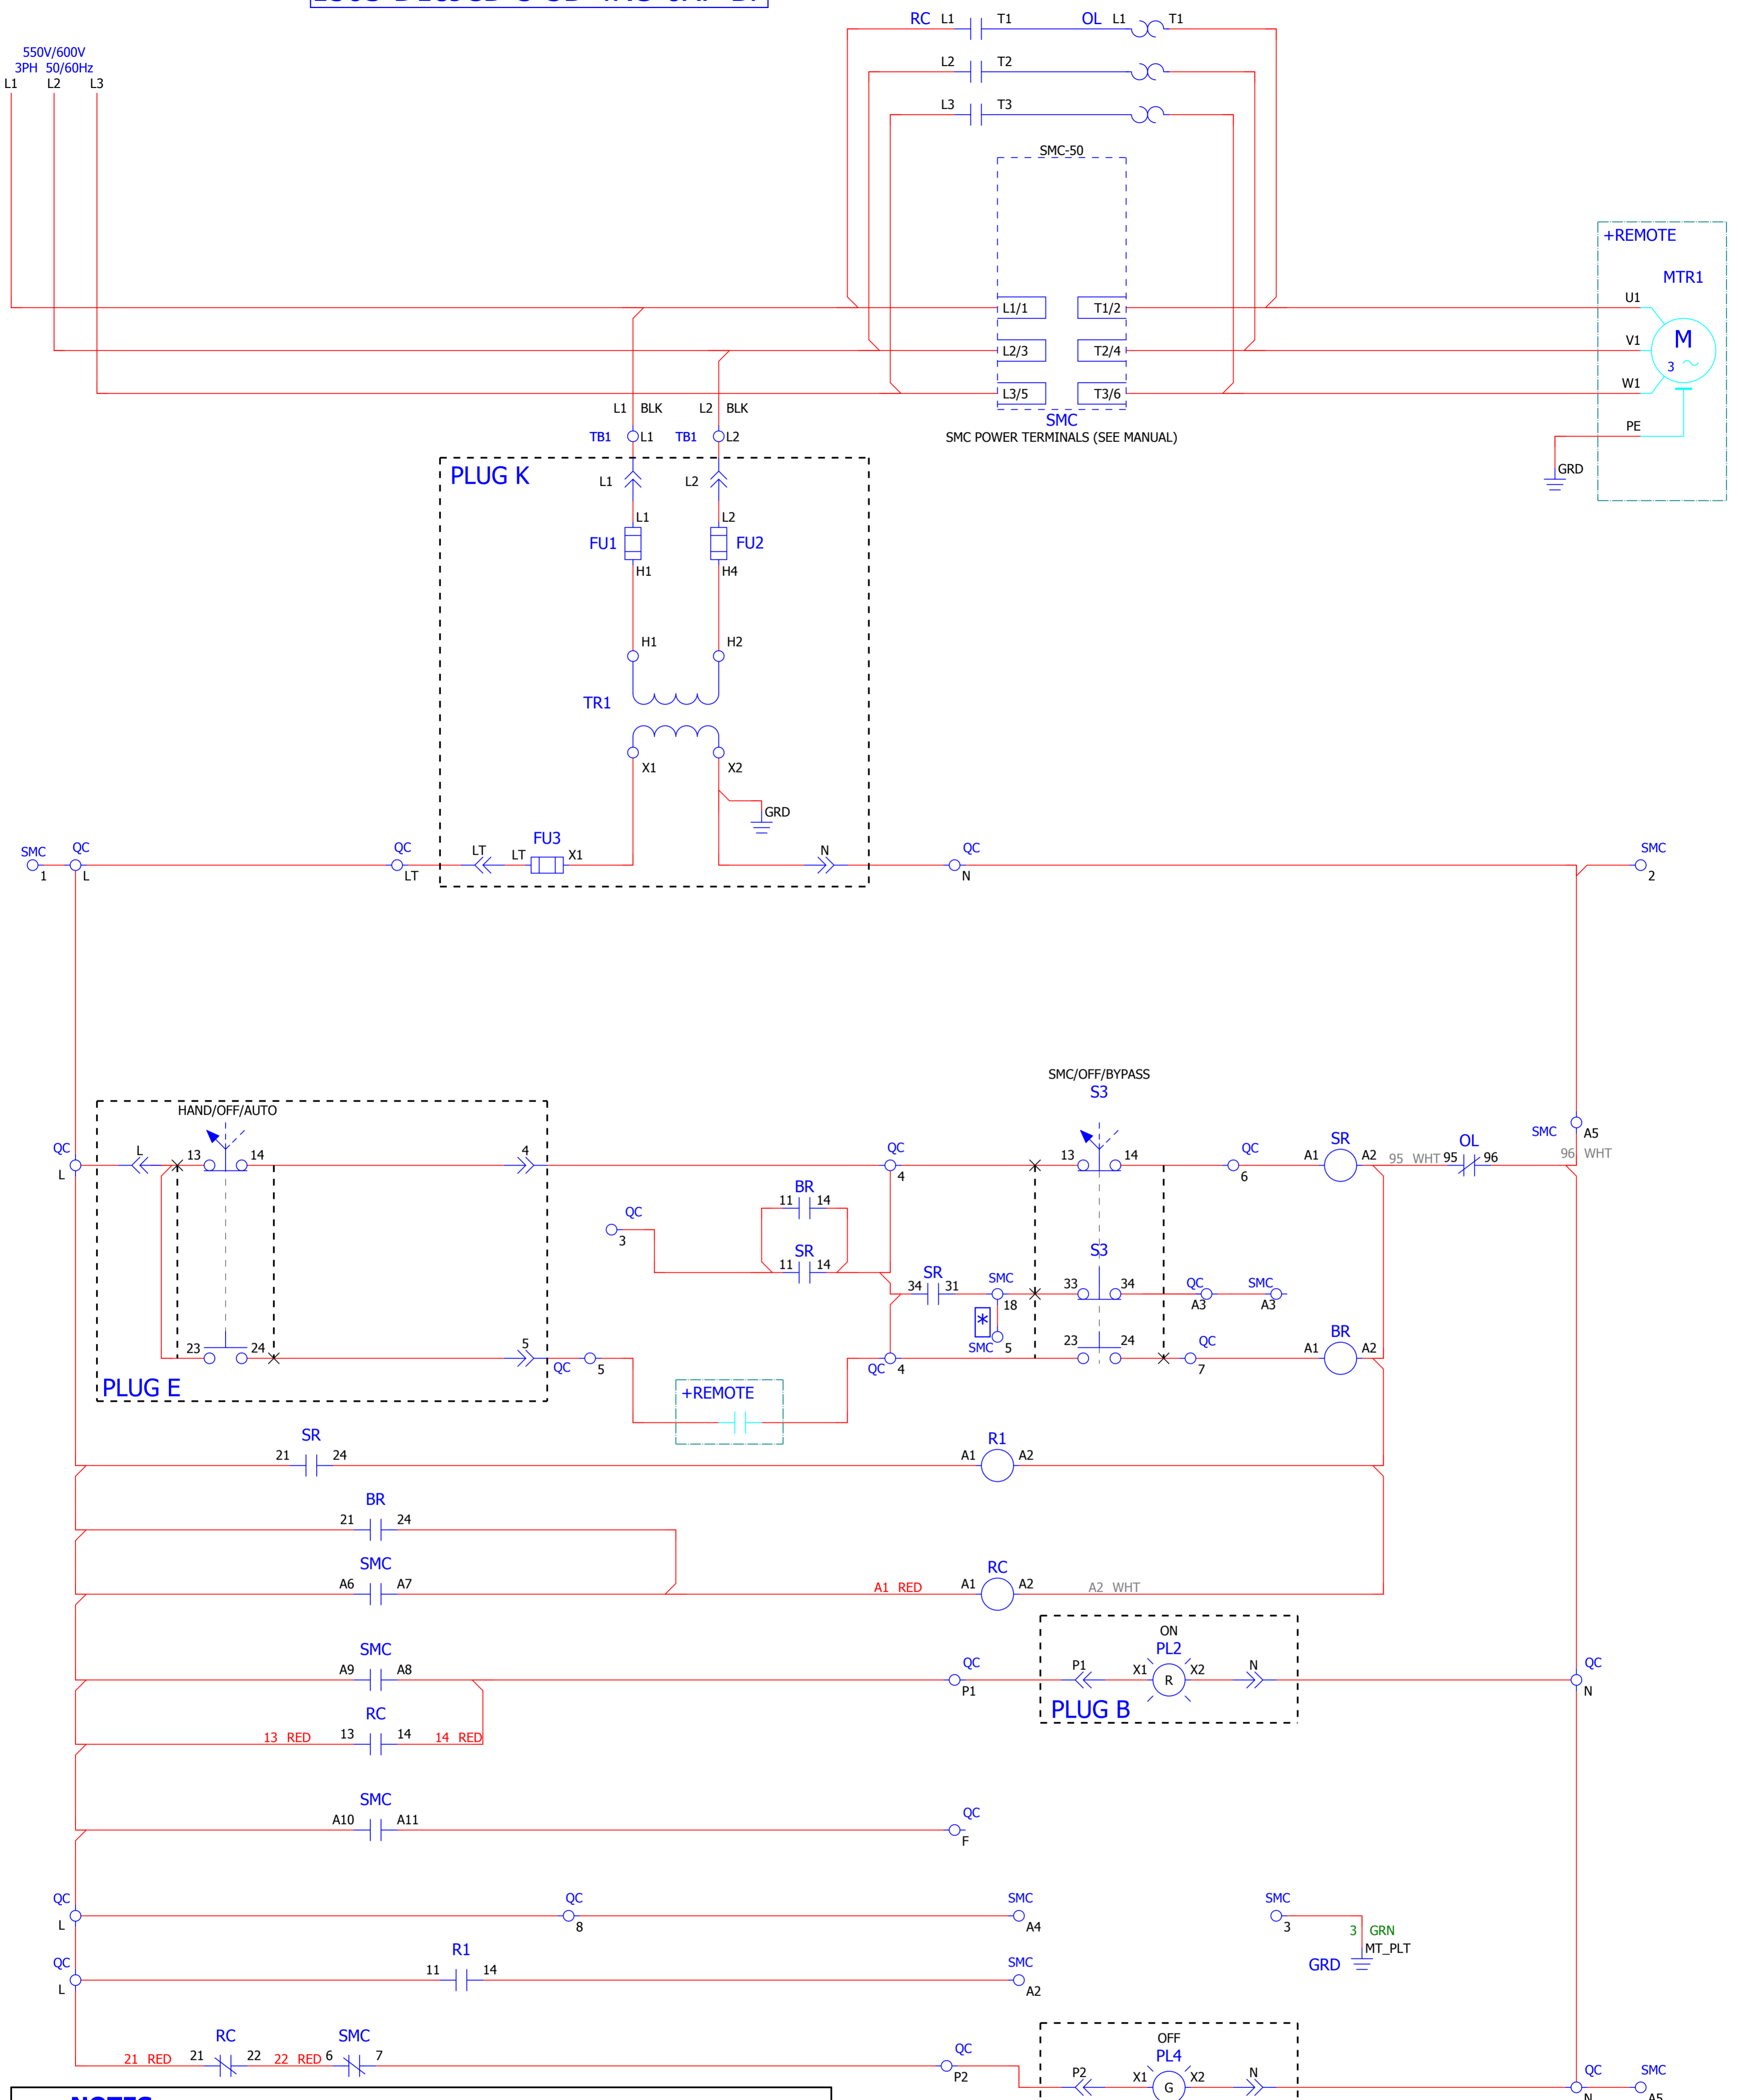 RC L1 T1 OL L1 T1
550V/600V
3PH 50/60Hz
L1 L2 L3
L2 T2
L3 T3
SMC-50
+REMOTE
MTR1
L1/1 T1/2 U1
L2/3 T2/4 V1 M
3
L3/5 T3/6 W1
L1 BLK L2 BLK
SMC
SMC POWER TERMINALS (SEE MANUAL)
TB1 L1 TB1 L2
PE
GRD
PLUG K
L1 L2
L1 L2
FU1 FU2
H1 H4
H1 H2
TR1
X1 X2
GRD
SMC QC QC LT FU3 N QC SMC
LT X1
1 L LT N 2
SMC/OFF/BYPASS
S3
HAND/OFF/AUTO
SMC A5
QC L 13 14 4 QC 13 14 QC SR OL
A1 A2 95 WHT 95 96 96 WHT
L 4 6
BR
11 14
QC
3
SR S3
11 14
SR SMC 33 34 QC SMC
34 31 18 A3 A3
*
SMC 5
23 24 5 QC 5 QC 4 23 24 QC 7 BR
A1 A2
PLUG E
+REMOTE
SR R1
21 24 A1 A2
BR
21 24
SMC RC
A6 A7 A1 RED A1 A2 A2 WHT
ON
SMC PL2
A9 A8 QC P1 X1 R X2 N QC
P1 N
PLUG B
RC
13 RED 13 14 14 RED
SMC
A10 A11 QC
F
QC QC SMC SMC
L 8 A4 3
3 GRN
MT_PLT
GRD
QC R1 SMC
L 11 14 A2
OFF
RC SMC PL4
21 RED 21 22 22 RED 6 7 QC P2 X1 G X2 N QC SMC
P2 N A5
NOTES